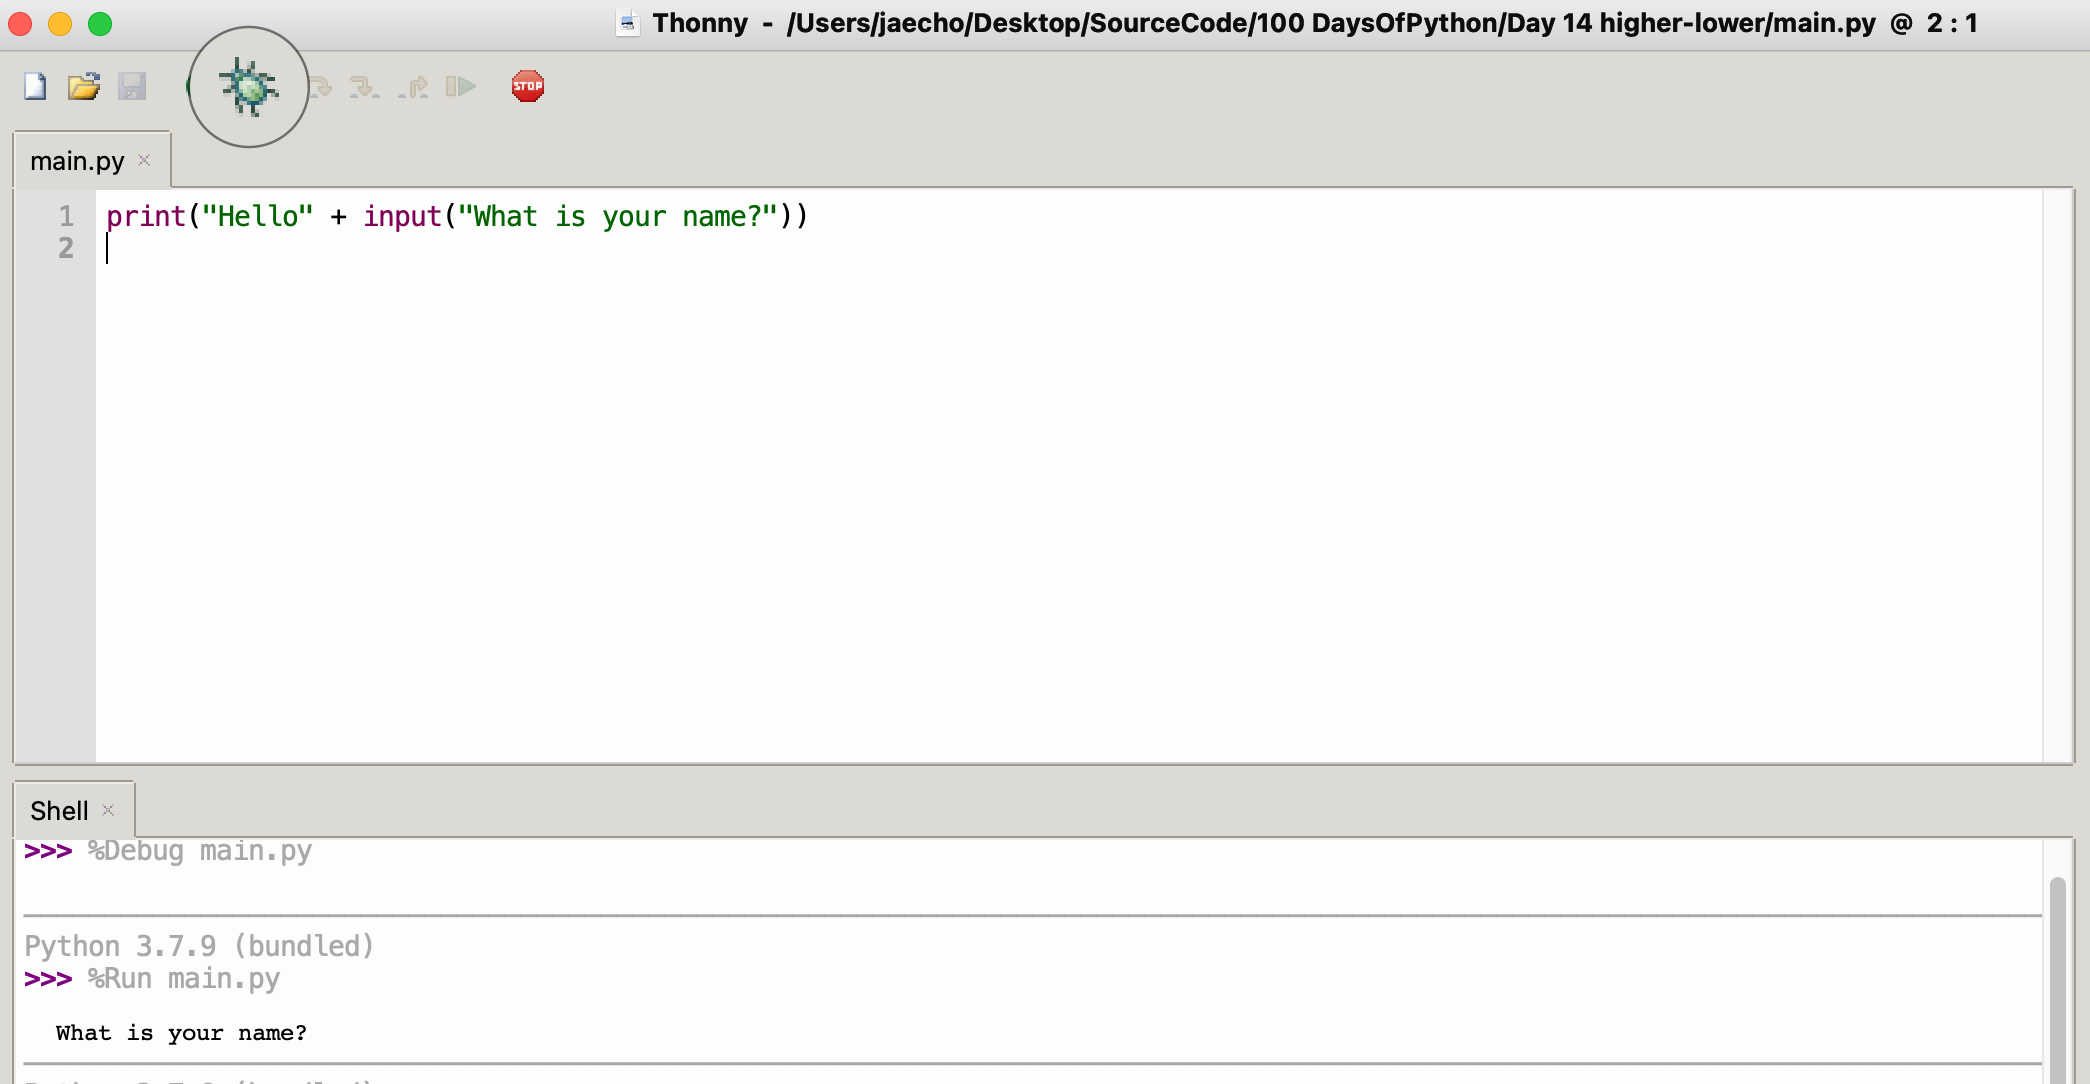 Thonny - /Users/jaecho/Desktop/SourceCode/100 DaysOfPython/Day 14 higher-lower/main.py @ 2 : 1
STOP
main.py ×
1 print("Hello" + input("What is your name?"))
2
Shell ×
>>> %Debug main.py
Python 3.7.9 (bundled)
>>> %Run main.py
What is your name?